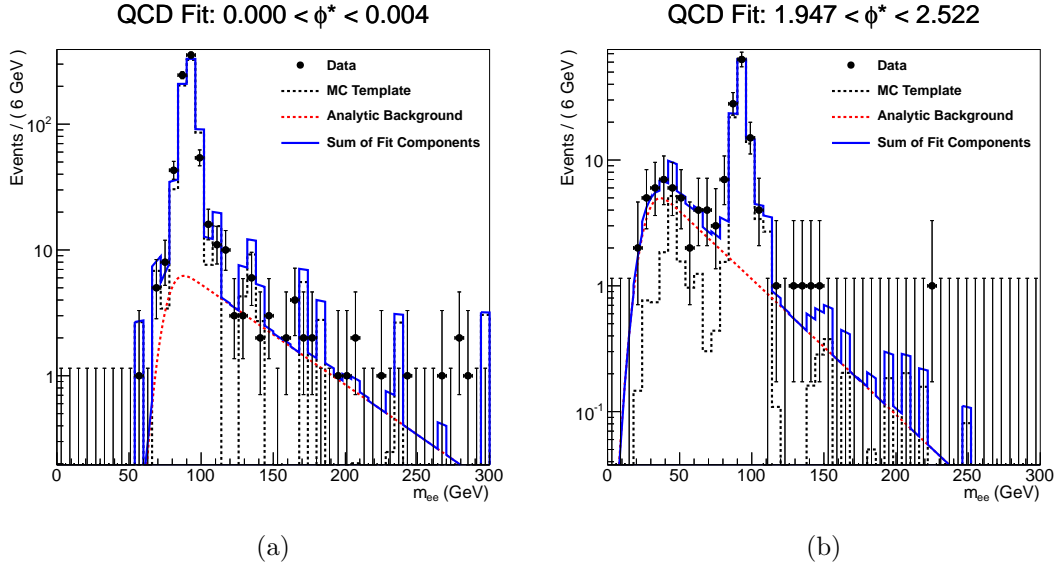 QCD Fit: 0.000 < ϕ* < 0.004
Events / ( 6 GeV )
10²
10
1
Data
MC Template
Analytic Background
Sum of Fit Components
0 50 100 150 200 250 300
m_ee (GeV)
(a)
QCD Fit: 1.947 < ϕ* < 2.522
Events / ( 6 GeV )
10
1
10⁻¹
Data
MC Template
Analytic Background
Sum of Fit Components
0 50 100 150 200 250 300
m_ee (GeV)
(b)